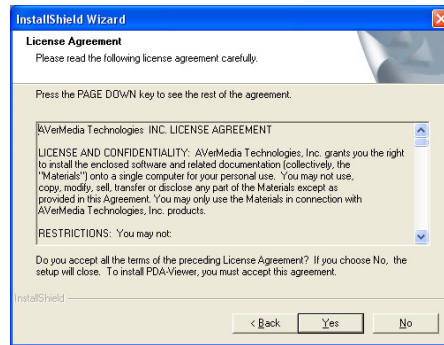 InstallShield Wizard
License Agreement
Please read the following license agreement carefully.
Press the PAGE DOWN key to see the rest of the agreement.
AVerMedia Technologies  INC. LICENSE AGREEMENT
LICENSE AND CONFIDENTIALITY:  AVerMedia Technologies, Inc. grants you the right
to install the enclosed software and related documentation (collectively, the
"Materials") onto a single computer for your personal use.  You may not use,
copy, modify, sell, transfer or disclose any part of the Materials except as
provided in this Agreement. You may only use the Materials in connection with
AVerMedia Technologies, Inc. products.
RESTRICTIONS:  You may not:
Do you accept all the terms of the preceding License Agreement?  If you choose No,  the
setup will close.  To install PDA-Viewer, you must accept this agreement.
InstallShield
< Back
Yes
No